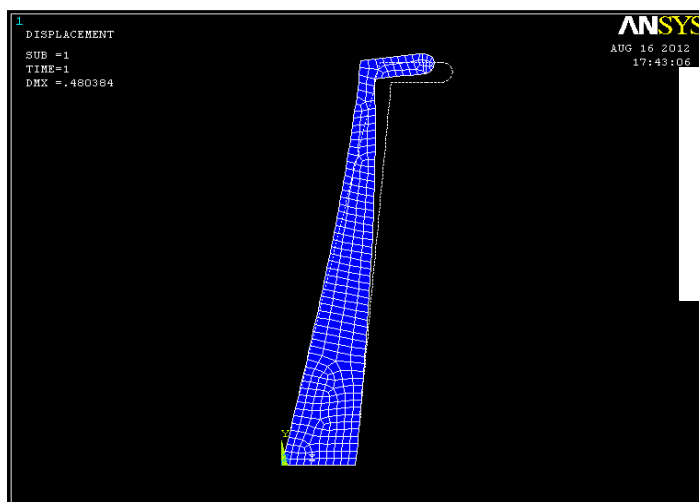 1
DISPLACEMENT
SUB =1
TIME=1
DMX =.480384
ANSYS
AUG 16 2012
17:43:06
Y